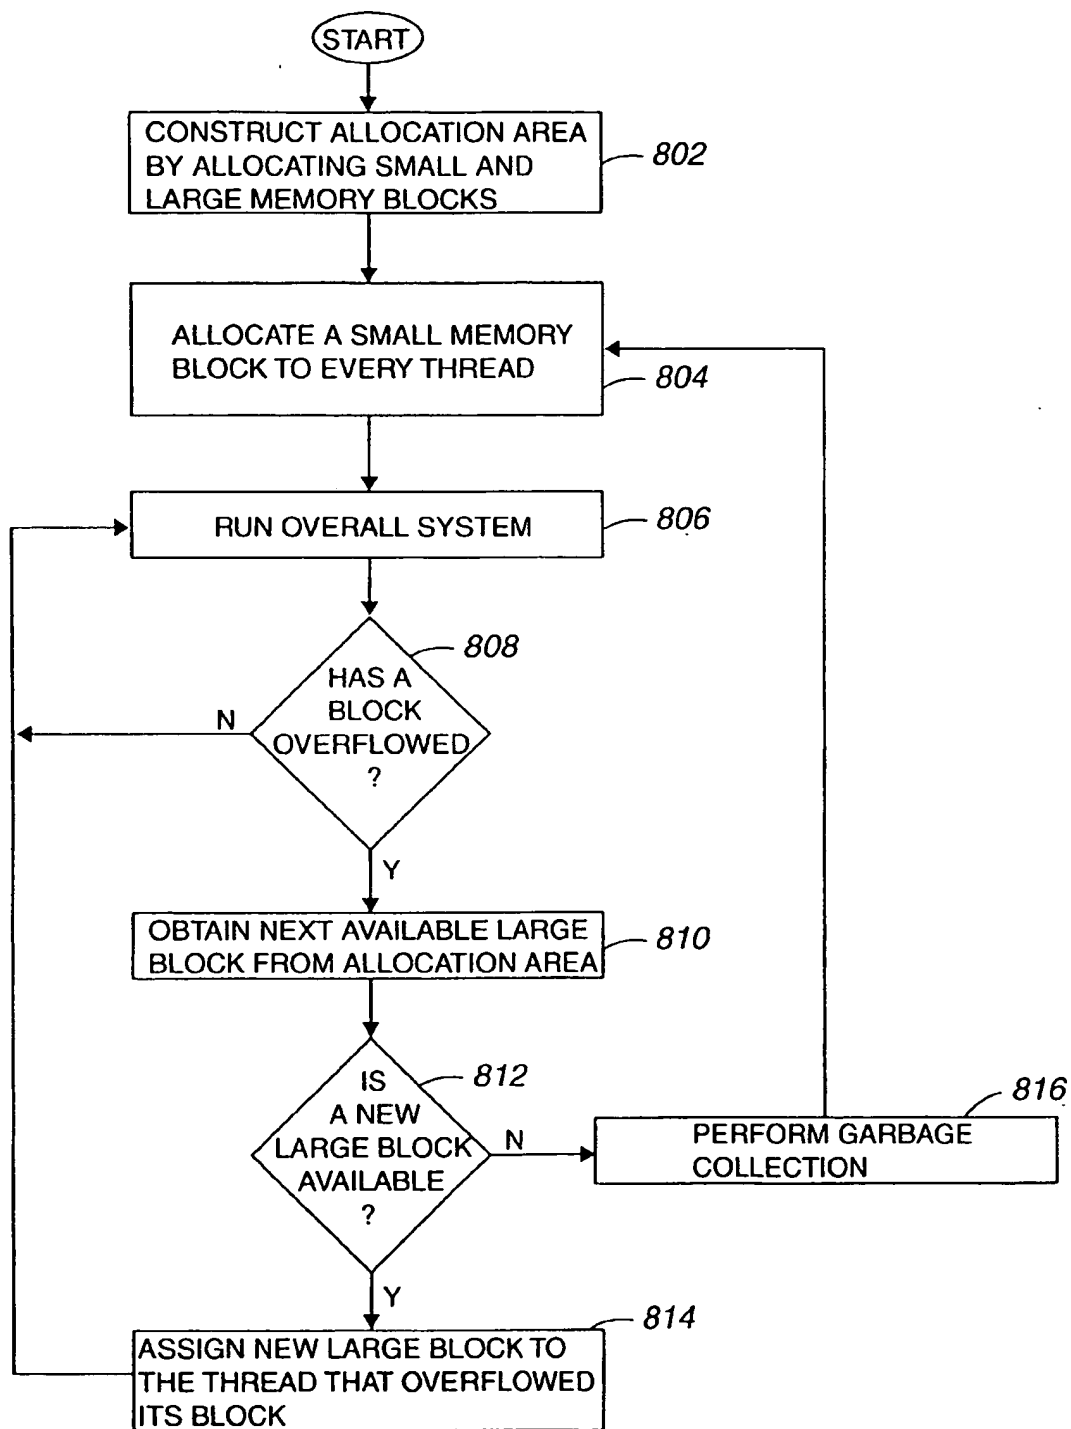 START
CONSTRUCT ALLOCATION AREA
BY ALLOCATING SMALL AND
LARGE MEMORY BLOCKS
802
ALLOCATE A SMALL MEMORY
BLOCK TO EVERY THREAD
804
RUN OVERALL SYSTEM
806
808
HAS A
BLOCK
OVERFLOWED
?
N
Y
OBTAIN NEXT AVAILABLE LARGE
BLOCK FROM ALLOCATION AREA
810
812
IS
A NEW
LARGE BLOCK
AVAILABLE
?
N
816
PERFORM GARBAGE
COLLECTION
Y
814
ASSIGN NEW LARGE BLOCK TO
THE THREAD THAT OVERFLOWED
ITS BLOCK